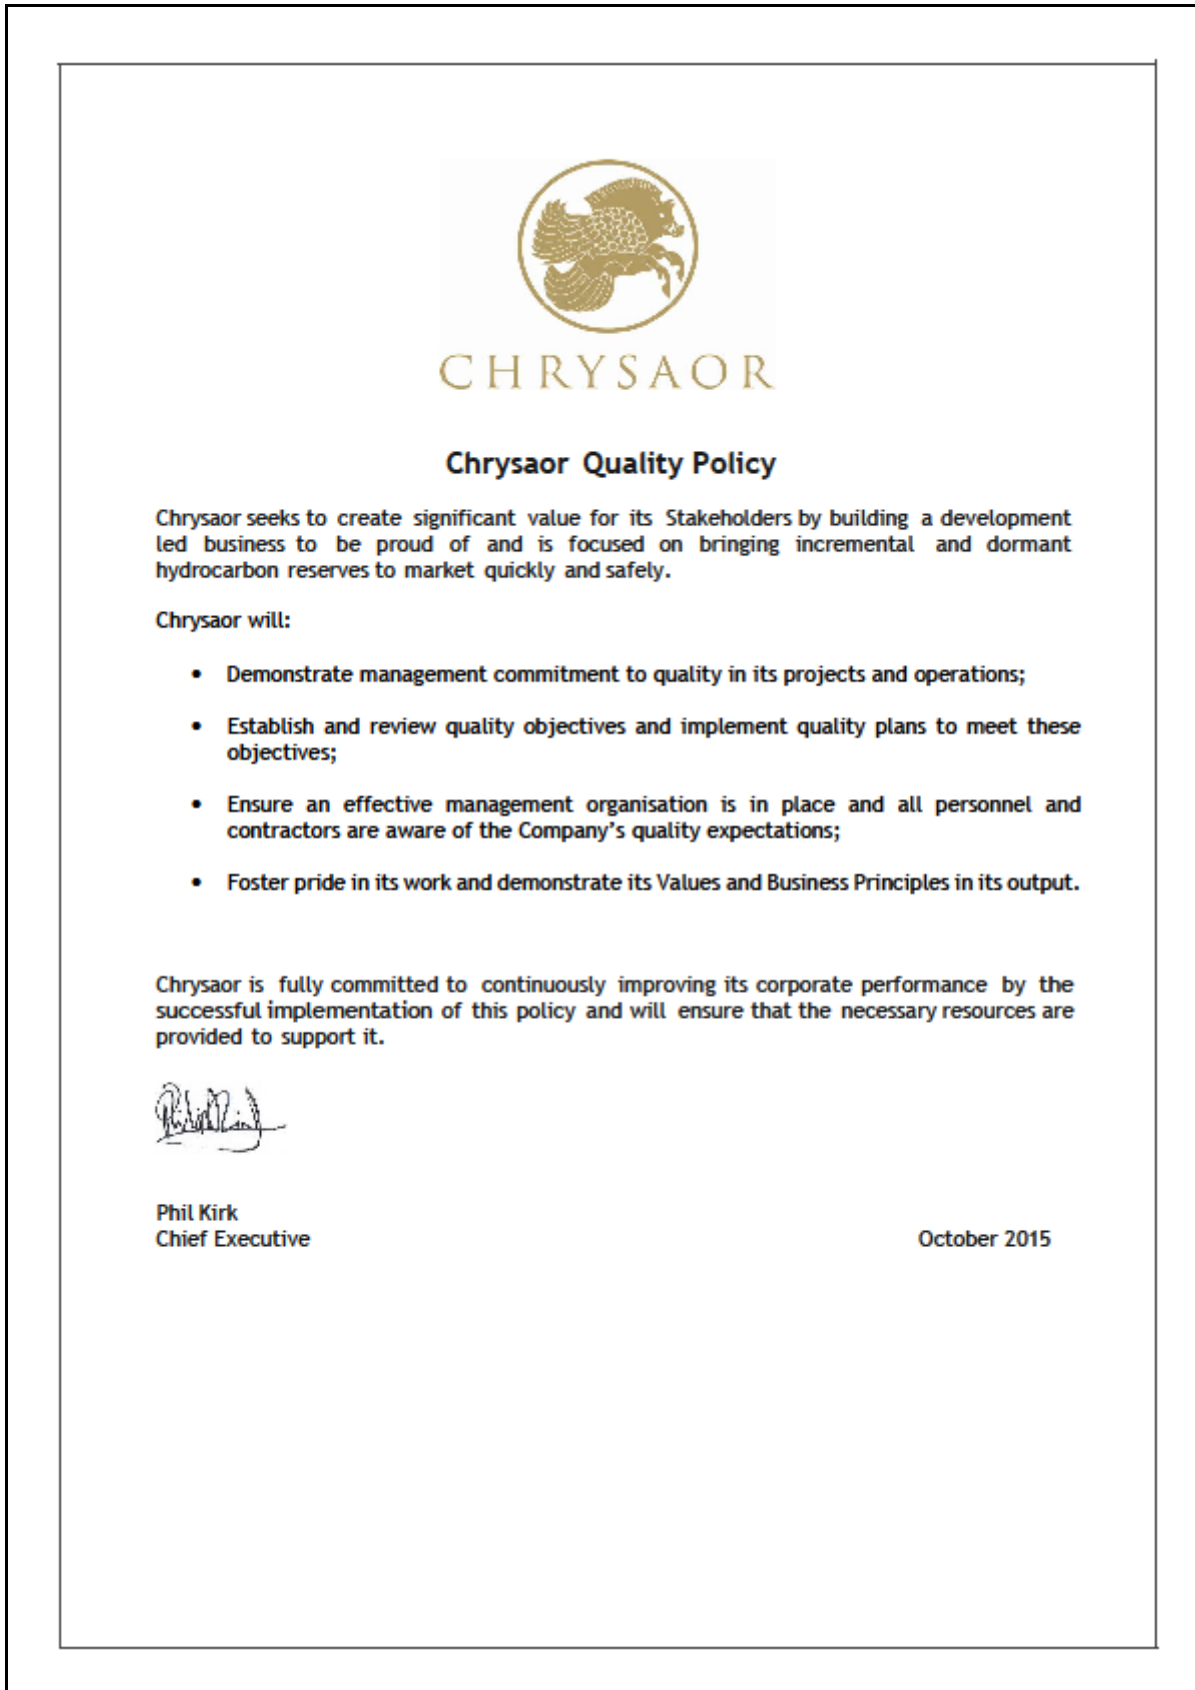 CHRYSAOR
Chrysaor Quality Policy
Chrysaor seeks to create significant value for its Stakeholders by building a development
led business to be proud of and is focused on bringing incremental and dormant
hydrocarbon reserves to market quickly and safely.
Chrysaor will:
• Demonstrate management commitment to quality in its projects and operations;
• Establish and review quality objectives and implement quality plans to meet these
objectives;
• Ensure an effective management organisation is in place and all personnel and
contractors are aware of the Company's quality expectations;
• Foster pride in its work and demonstrate its Values and Business Principles in its output.
Chrysaor is fully committed to continuously improving its corporate performance by the
successful implementation of this policy and will ensure that the necessary resources are
provided to support it.
Phil Kirk
Chief Executive October 2015